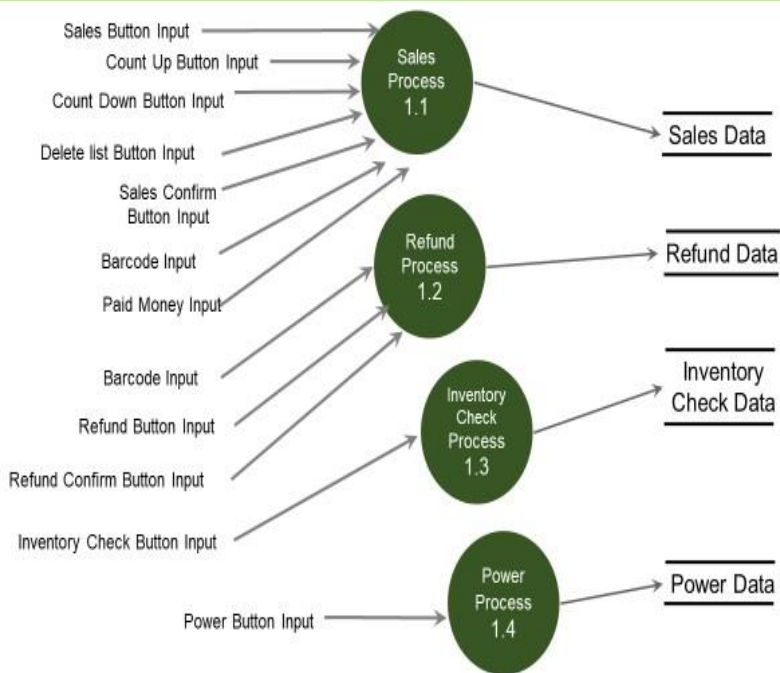 Sales Button Input
Count Up Button Input
Count Down Button Input
Delete list Button Input
Sales Confirm
Button Input
Barcode Input
Paid Money Input
Barcode Input
Refund Button Input
Refund Confirm Button Input
Inventory Check Button Input
Power Button Input
Sales
Process
1.1
Refund
Process
1.2
Inventory
Check
Process
1.3
Power
Process
1.4
Sales Data
Refund Data
Inventory
Check Data
Power Data